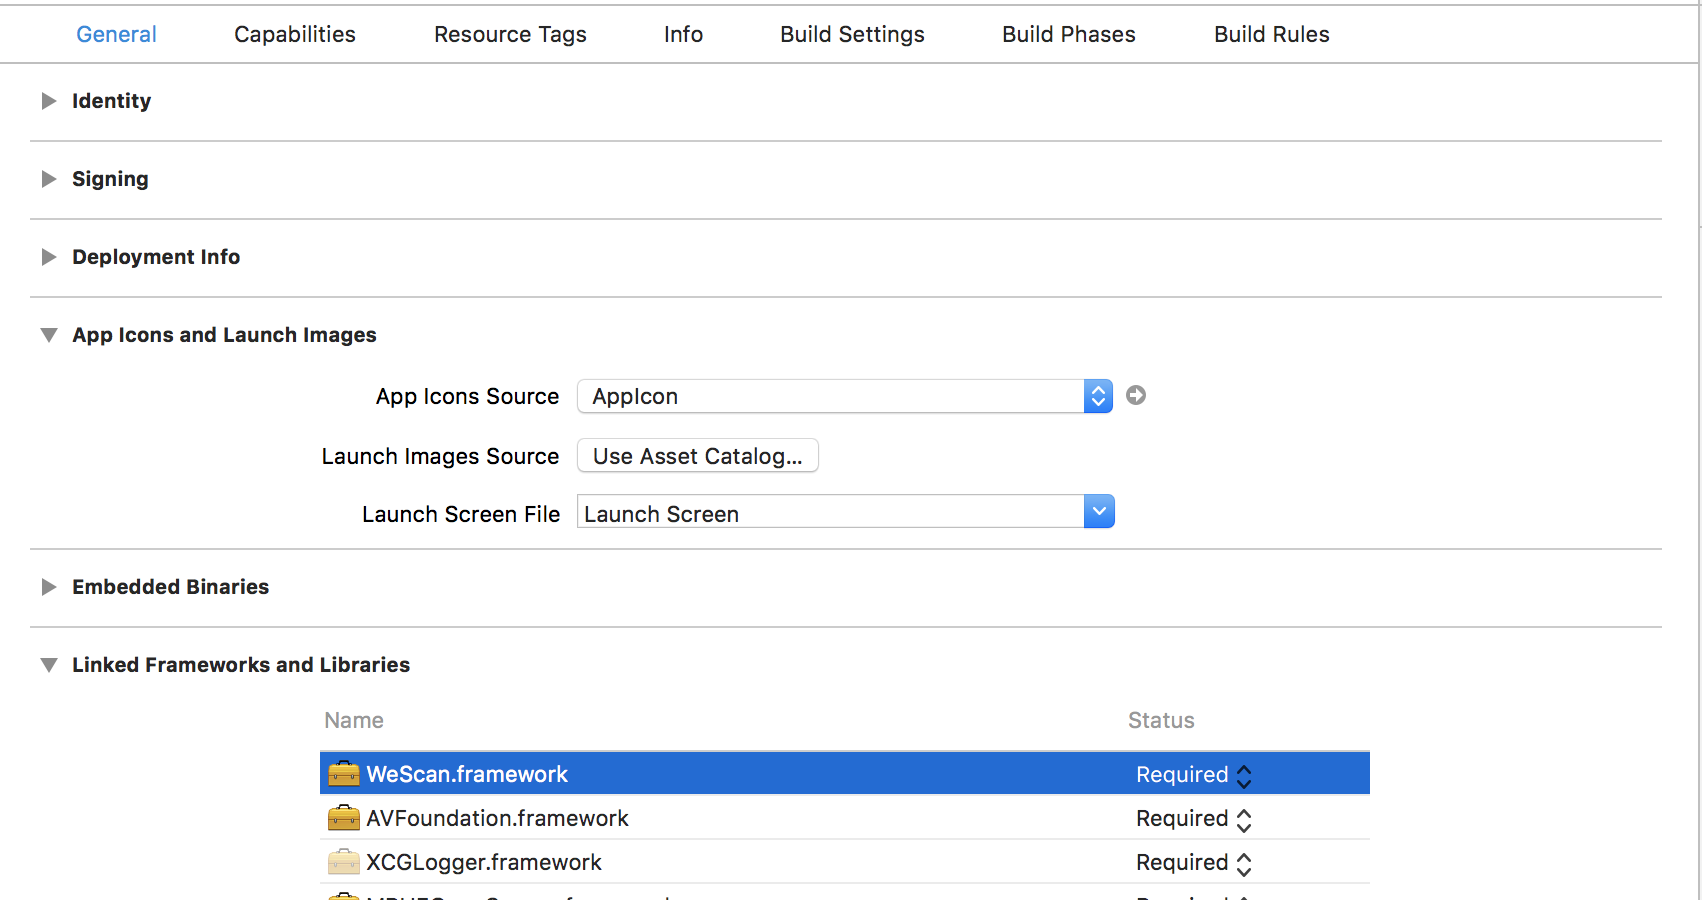 General Capabilities Resource Tags Info Build Settings Build Phases Build Rules
Identity
Signing
Deployment Info
App Icons and Launch Images
App Icons Source AppIcon
Launch Images Source Use Asset Catalog...
Launch Screen File Launch Screen
Embedded Binaries
Linked Frameworks and Libraries
Name Status
WeScan.framework Required
AVFoundation.framework Required
XCGLogger.framework Required